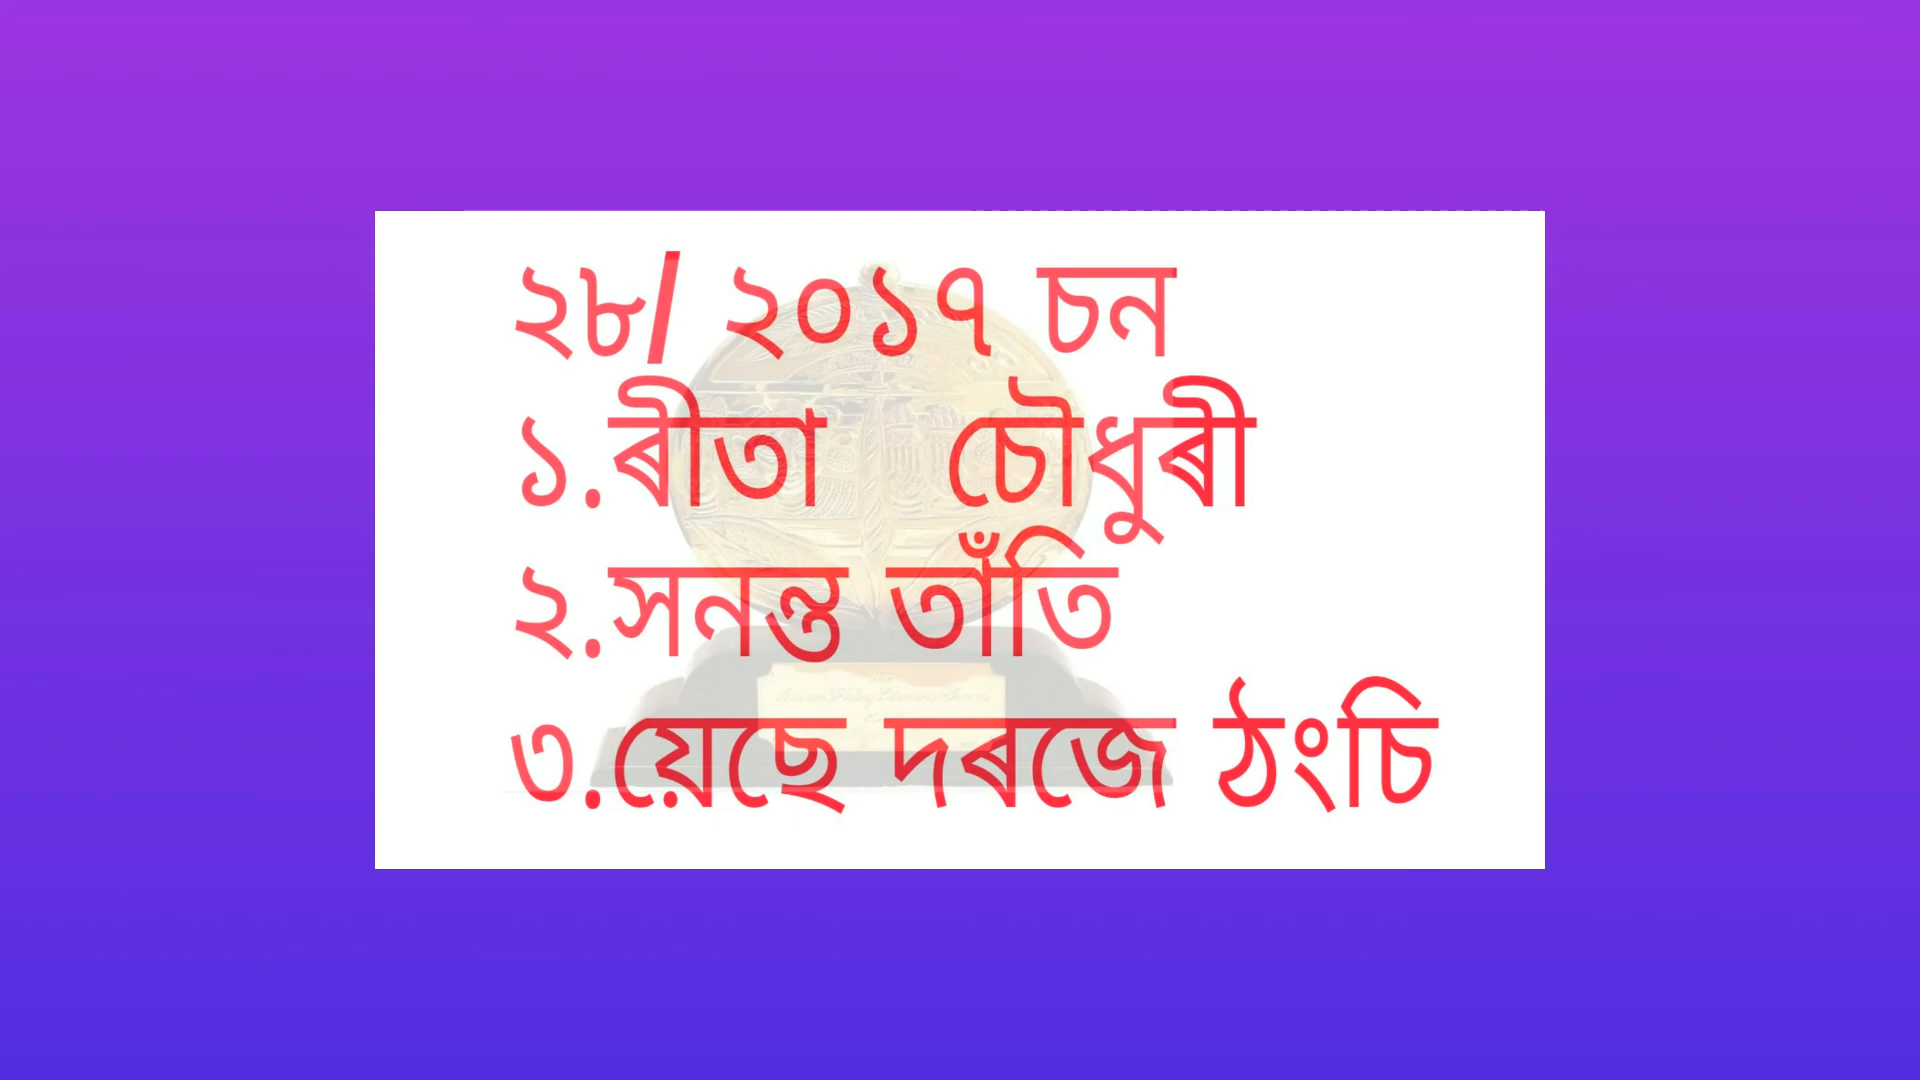 ২৮/ ২০১৭ চন
১.ৰীতা চৌধুৰী
২.সনন্ত তাঁতি
৩.য়েছে দৰজে ঠংচি